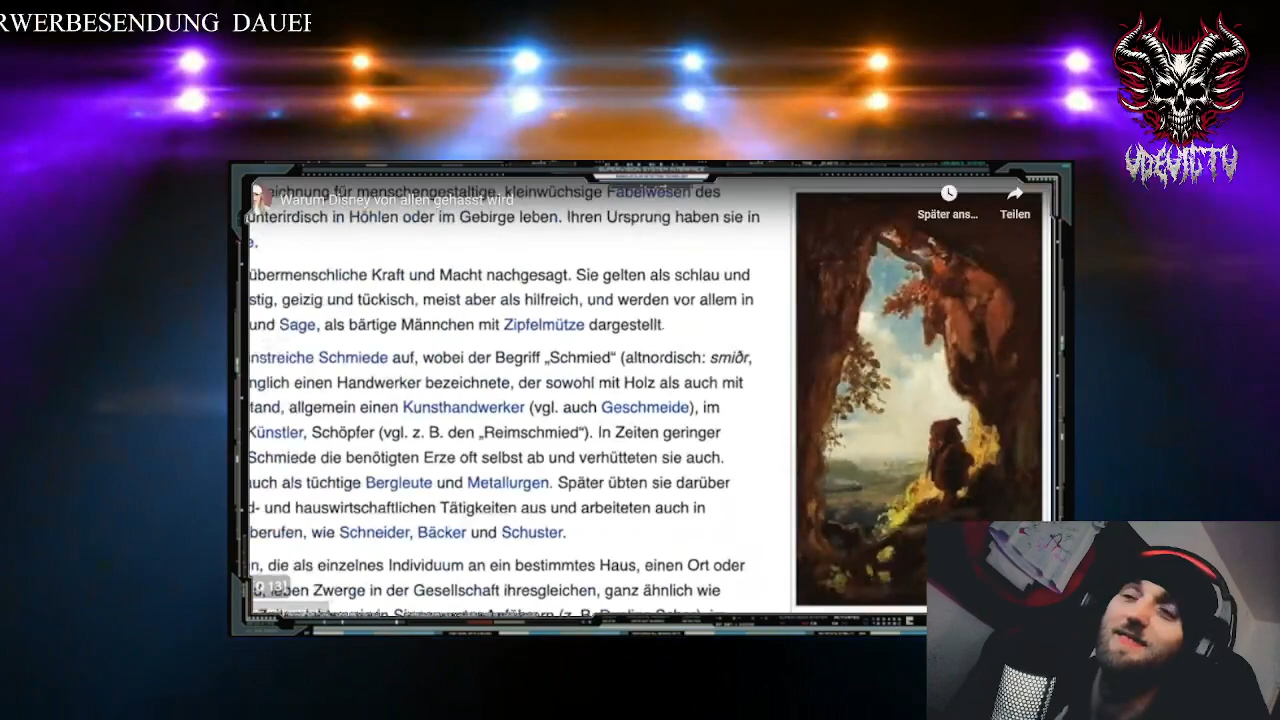 RWERBESENDUNG DAUER
VDEVICTV
eichnung für menschengestaltige, kleinwüchsige Fabelwesen des
Warum Disney von allen gehasst wird
Später ans...
Teilen
unterirdisch in Höhlen oder im Gebirge leben. Ihren Ursprung haben sie in
e.
übermenschliche Kraft und Macht nachgesagt. Sie gelten als schlau und
stig, geizig und tückisch, meist aber als hilfreich, und werden vor allem in
und Sage, als bärtige Männchen mit Zipfelmütze dargestellt.
nstreiche Schmiede auf, wobei der Begriff „Schmied“ (altnordisch: smiðr,
nglich einen Handwerker bezeichnete, der sowohl mit Holz als auch mit
tand, allgemein einen Kunsthandwerker (vgl. auch Geschmeide), im
Künstler, Schöpfer (vgl. z. B. den „Reimschmied“). In Zeiten geringer
Schmiede die benötigten Erze oft selbst ab und verhütteten sie auch.
uch als tüchtige Bergleute und Metallurgen. Später übten sie darüber
d- und hauswirtschaftlichen Tätigkeiten aus und arbeiteten auch in
berufen, wie Schneider, Bäcker und Schuster.
n, die als einzelnes Individuum an ein bestimmtes Haus, einen Ort oder
eben Zwerge in der Gesellschaft ihresgleichen, ganz ähnlich wie